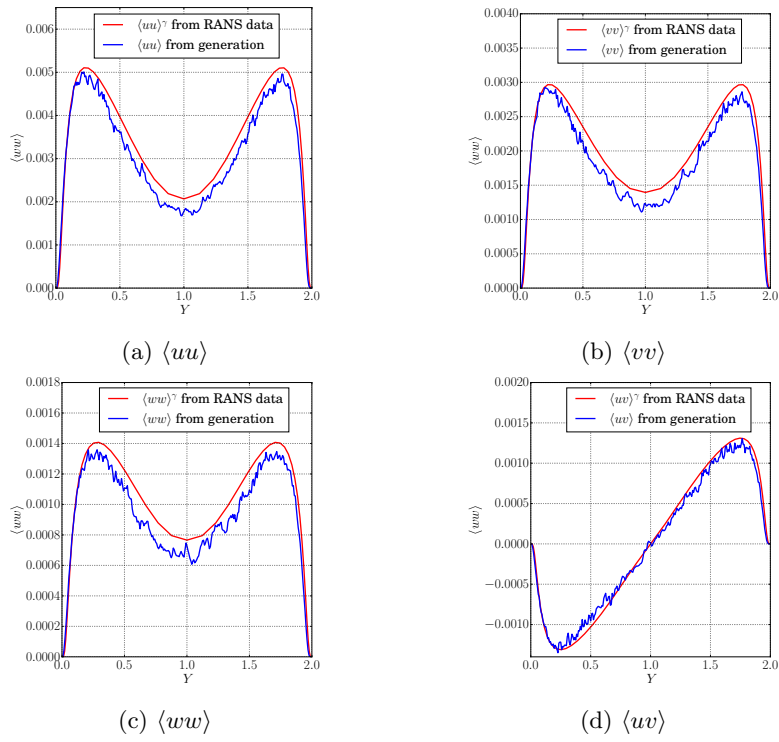 ⟨uu⟩^γ from RANS data
⟨uu⟩ from generation
0.006
0.005
0.004
0.003
0.002
0.001
0.000
⟨ww⟩
0.0 0.5 1.0 1.5 2.0
Y
(a) ⟨uu⟩
⟨vv⟩^γ from RANS data
⟨vv⟩ from generation
0.0040
0.0035
0.0030
0.0025
0.0020
0.0015
0.0010
0.0005
0.0000
⟨ww⟩
0.0 0.5 1.0 1.5 2.0
Y
(b) ⟨vv⟩
⟨ww⟩^γ from RANS data
⟨ww⟩ from generation
0.0018
0.0016
0.0014
0.0012
0.0010
0.0008
0.0006
0.0004
0.0002
0.0000
⟨ww⟩
0.0 0.5 1.0 1.5 2.0
Y
(c) ⟨ww⟩
⟨uv⟩^γ from RANS data
⟨uv⟩ from generation
0.0020
0.0015
0.0010
0.0005
0.0000
−0.0005
−0.0010
⟨ww⟩
0.0 0.5 1.0 1.5 2.0
Y
(d) ⟨uv⟩